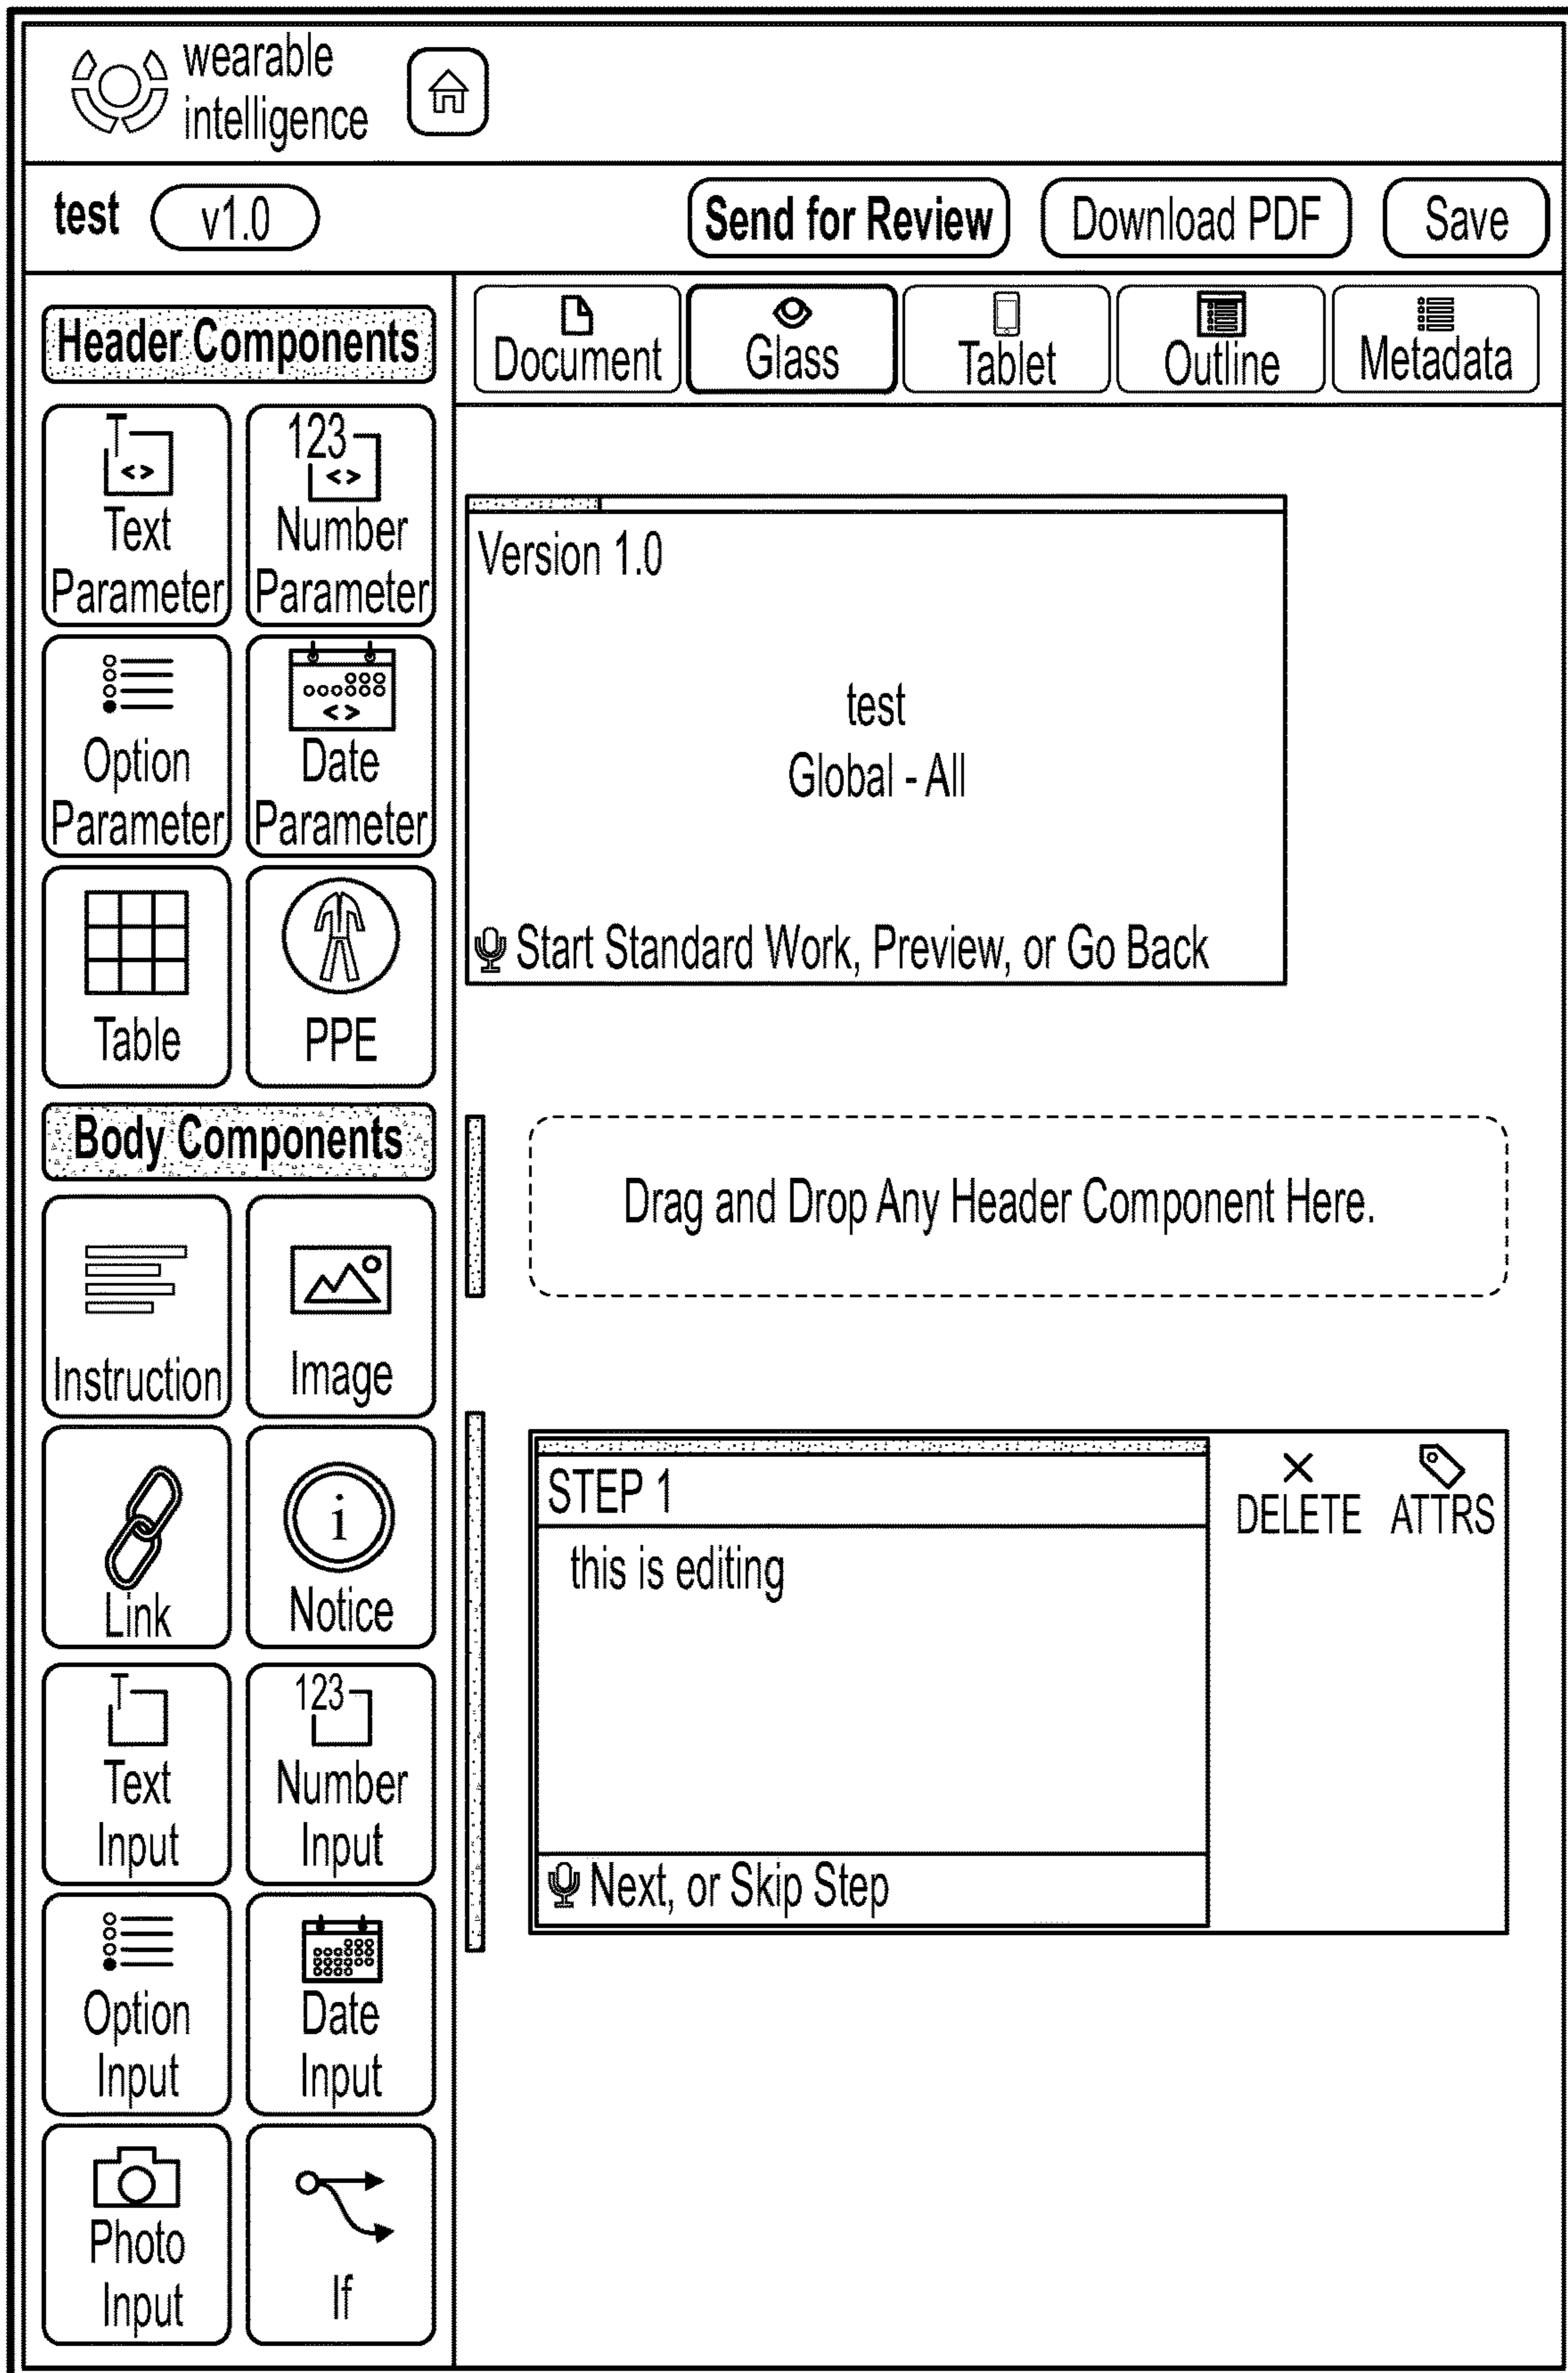 wearable
intelligence
test v1.0 Send for Review Download PDF Save
Header Components
Text
Parameter
123
Number
Parameter
Option
Parameter
Date
Parameter
Table
PPE
Body Components
Instruction
Image
Link
i
Notice
T
Text
Input
123
Number
Input
Option
Input
Date
Input
Photo
Input
If
Document Glass Tablet Outline Metadata
Version 1.0
test
Global - All
Start Standard Work, Preview, or Go Back
Drag and Drop Any Header Component Here.
STEP 1
DELETE ATTRS
this is editing
Next, or Skip Step